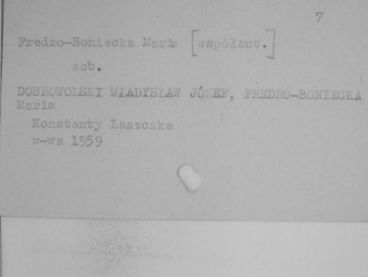 7
Fredro-Boniecka Maria [współaut.]
zob.
DOBROWOLSKI WŁADYSŁAW JÓZEF, FREDRO-BONIECKA
Maria
Konstanty Laszczka
w-wa 1959